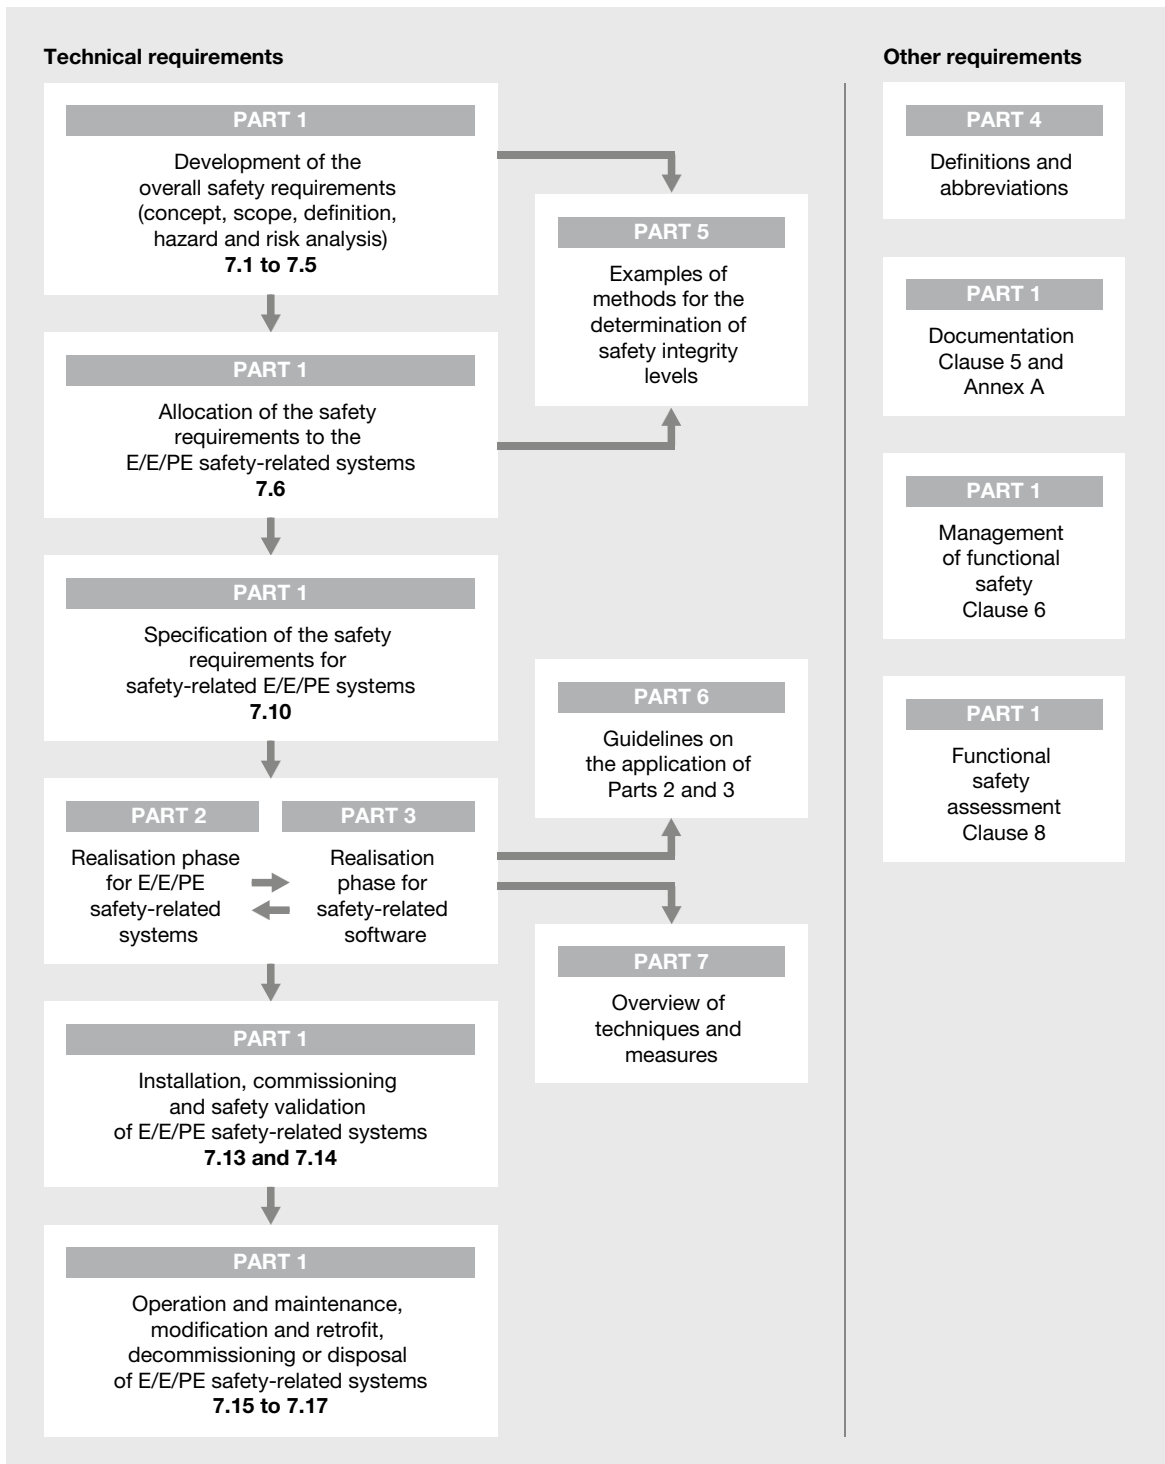 Technical requirements
PART 1
Development of the
overall safety requirements
(concept, scope, definition,
hazard and risk analysis)
7.1 to 7.5
PART 1
Allocation of the safety
requirements to the
E/E/PE safety-related systems
7.6
PART 1
Specification of the safety
requirements for
safety-related E/E/PE systems
7.10
PART 2
Realisation phase
for E/E/PE
safety-related
systems
PART 3
Realisation
phase for
safety-related
software
PART 1
Installation, commissioning
and safety validation
of E/E/PE safety-related systems
7.13 and 7.14
PART 1
Operation and maintenance,
modification and retrofit,
decommissioning or disposal
of E/E/PE safety-related systems
7.15 to 7.17
PART 5
Examples of
methods for the
determination of
safety integrity
levels
PART 6
Guidelines on
the application of
Parts 2 and 3
PART 7
Overview of
techniques and
measures
Other requirements
PART 4
Definitions and
abbreviations
PART 1
Documentation
Clause 5 and
Annex A
PART 1
Management
of functional
safety
Clause 6
PART 1
Functional
safety
assessment
Clause 8